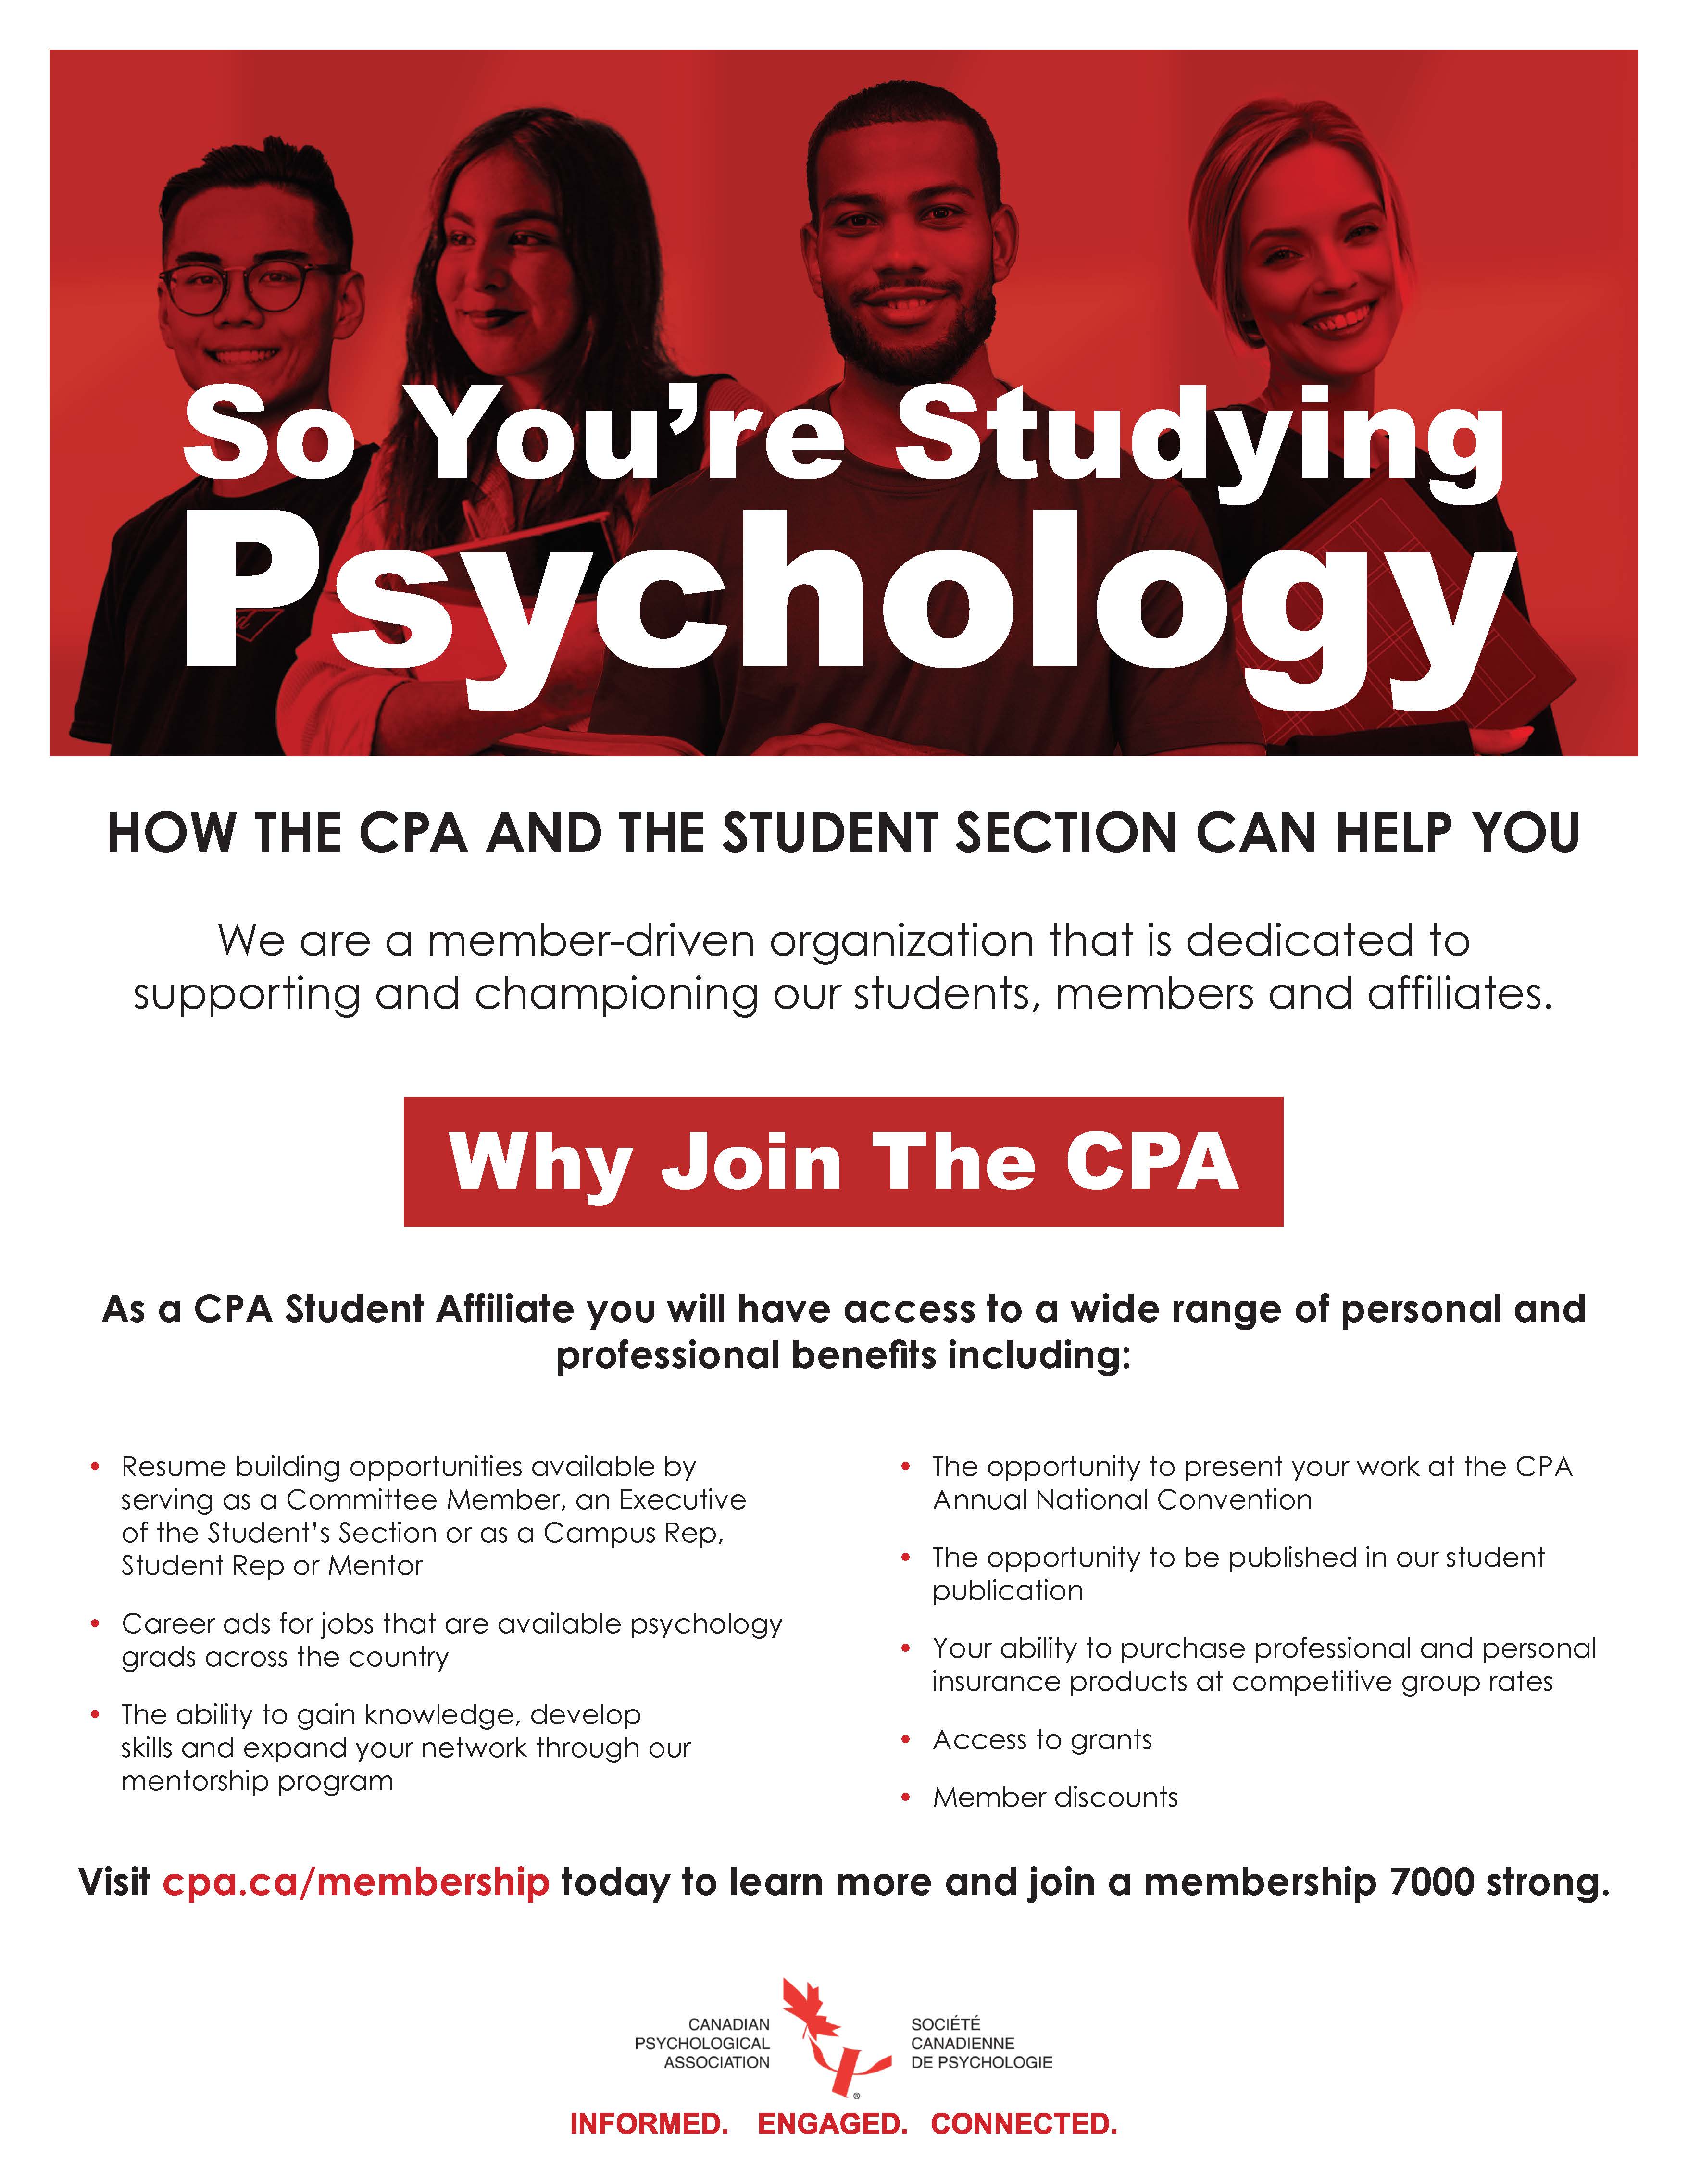 So You’re Studying
Psychology
HOW THE CPA AND THE STUDENT SECTION CAN HELP YOU
We are a member-driven organization that is dedicated to
supporting and championing our students, members and affiliates.
Why Join The CPA
As a CPA Student Affiliate you will have access to a wide range of personal and
professional benefits including:
• Resume building opportunities available by
serving as a Committee Member, an Executive
of the Student’s Section or as a Campus Rep,
Student Rep or Mentor
• Career ads for jobs that are available psychology
grads across the country
• The ability to gain knowledge, develop
skills and expand your network through our
mentorship program
• The opportunity to present your work at the CPA
Annual National Convention
• The opportunity to be published in our student
publication
• Your ability to purchase professional and personal
insurance products at competitive group rates
• Access to grants
• Member discounts
Visit cpa.ca/membership today to learn more and join a membership 7000 strong.
CANADIAN
PSYCHOLOGICAL
ASSOCIATION
SOCIÉTÉ
CANADIENNE
DE PSYCHOLOGIE
®
INFORMED. ENGAGED. CONNECTED.